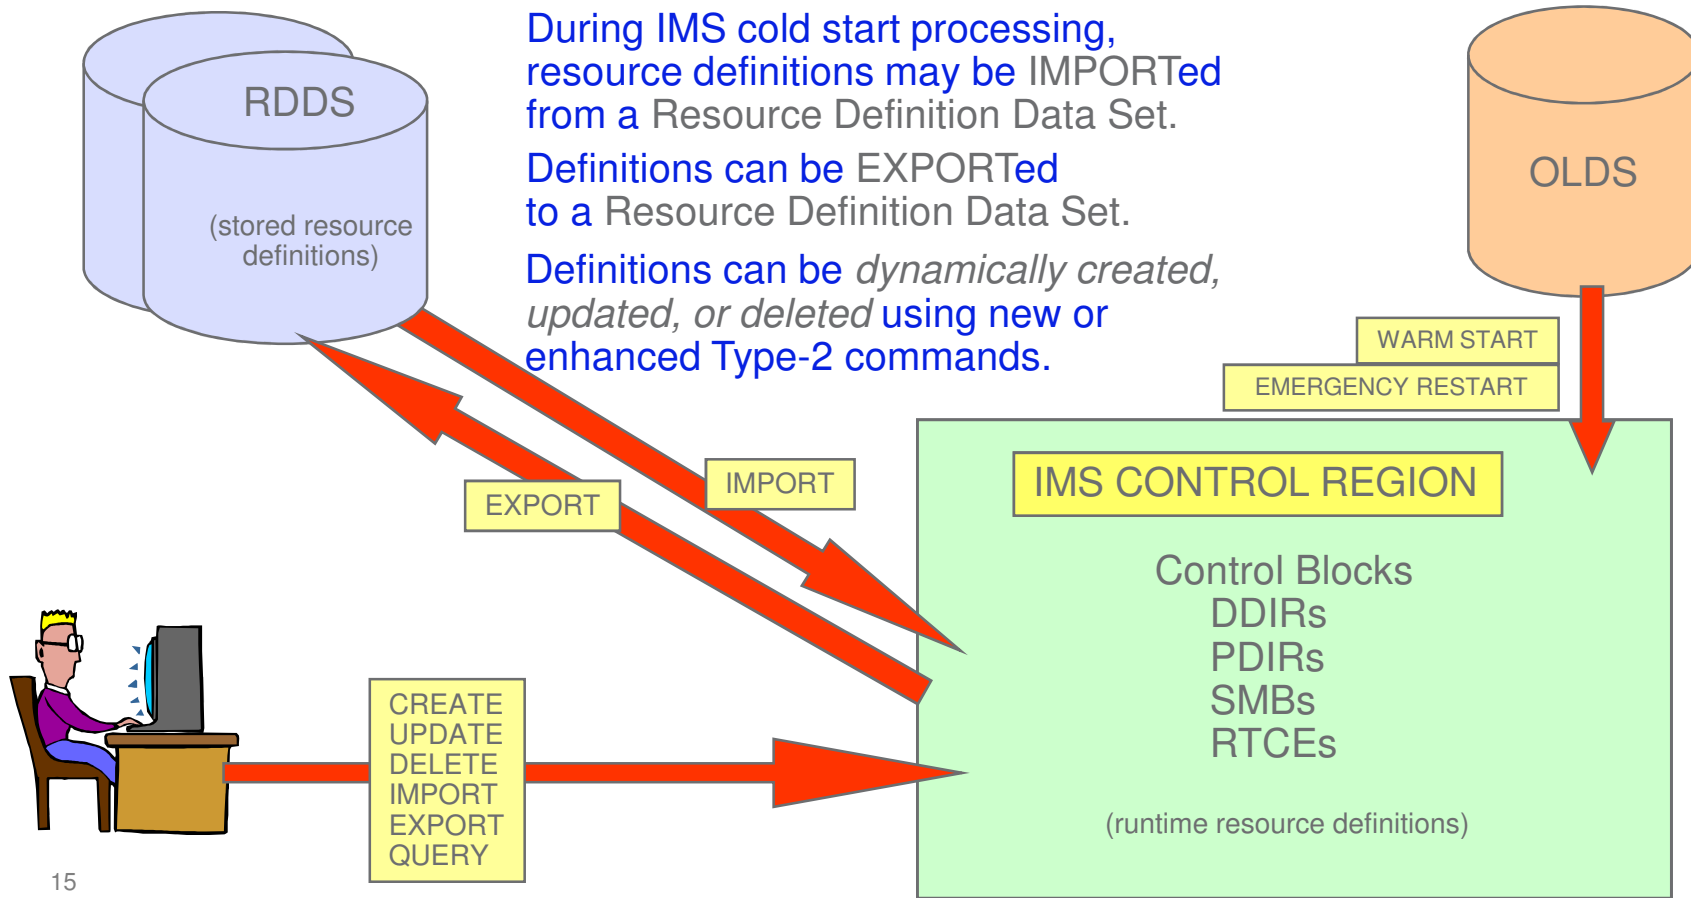 During IMS cold start processing,
resource definitions may be IMPORTed
from a Resource Definition Data Set.
Definitions can be EXPORTed
to a Resource Definition Data Set.
Definitions can be dynamically created,
updated, or deleted using new or
enhanced Type-2 commands.
RDDS
(stored resource
definitions)
OLDS
WARM START
EMERGENCY RESTART
IMPORT
EXPORT
IMS CONTROL REGION
Control Blocks
DDIRs
PDIRs
SMBs
RTCEs
(runtime resource definitions)
CREATE
UPDATE
DELETE
IMPORT
EXPORT
QUERY
15